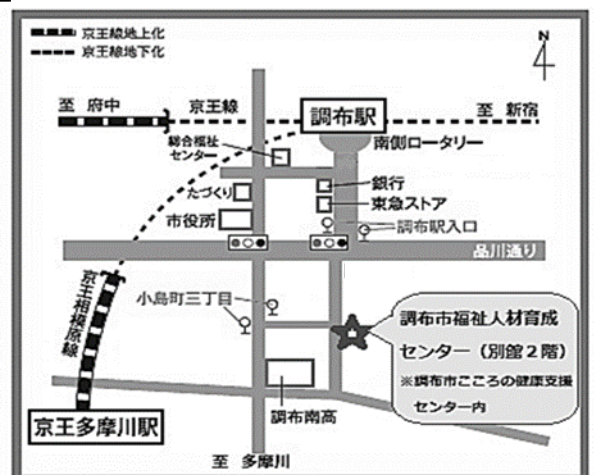 京王線地上化
京王線地下化
N
至 府中
京王線
調布駅
至 新宿
総合福祉
センター
南側ロータリー
たづくり
銀行
東急ストア
市役所
調布駅入口
品川通り
京王相模原線
小島町三丁目
調布市福祉人材育成
センター（別館２階）
※調布市こころの健康支援
センター内
調布南高
京王多摩川駅
至 多摩川